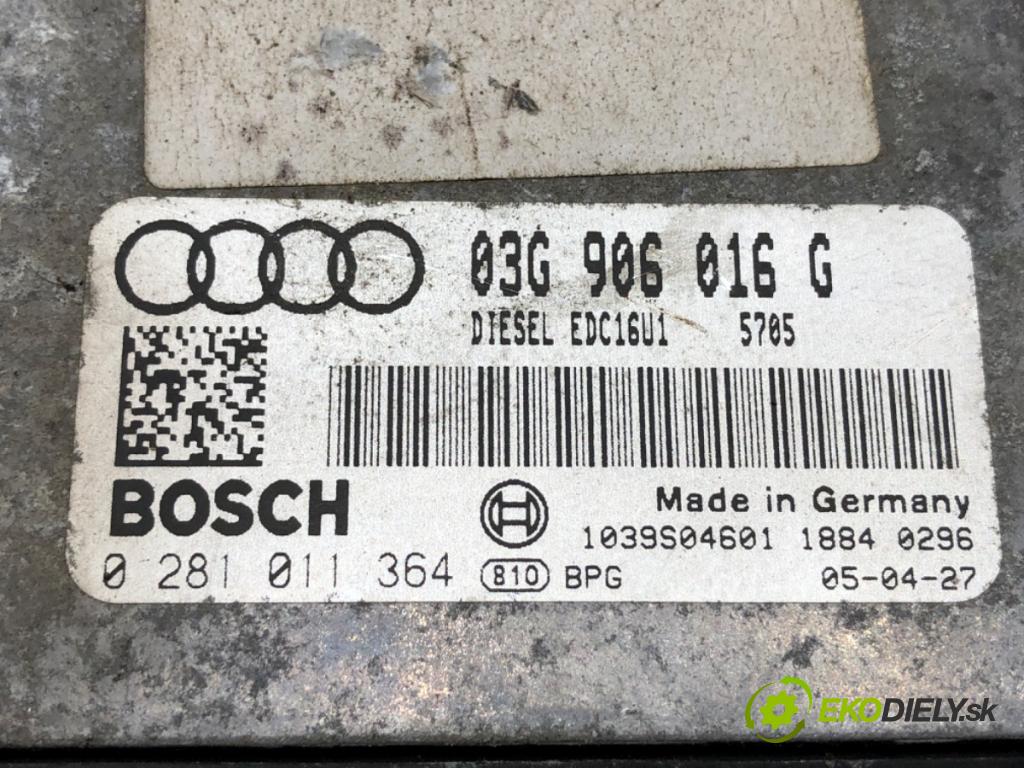 03G 906 016 G
DIESEL EDC16U1 5705
BOSCH
Made in Germany
1039S04601 1884 0296
0 281 011 364 810 BPG 05-04-27
EKODIELY.sk